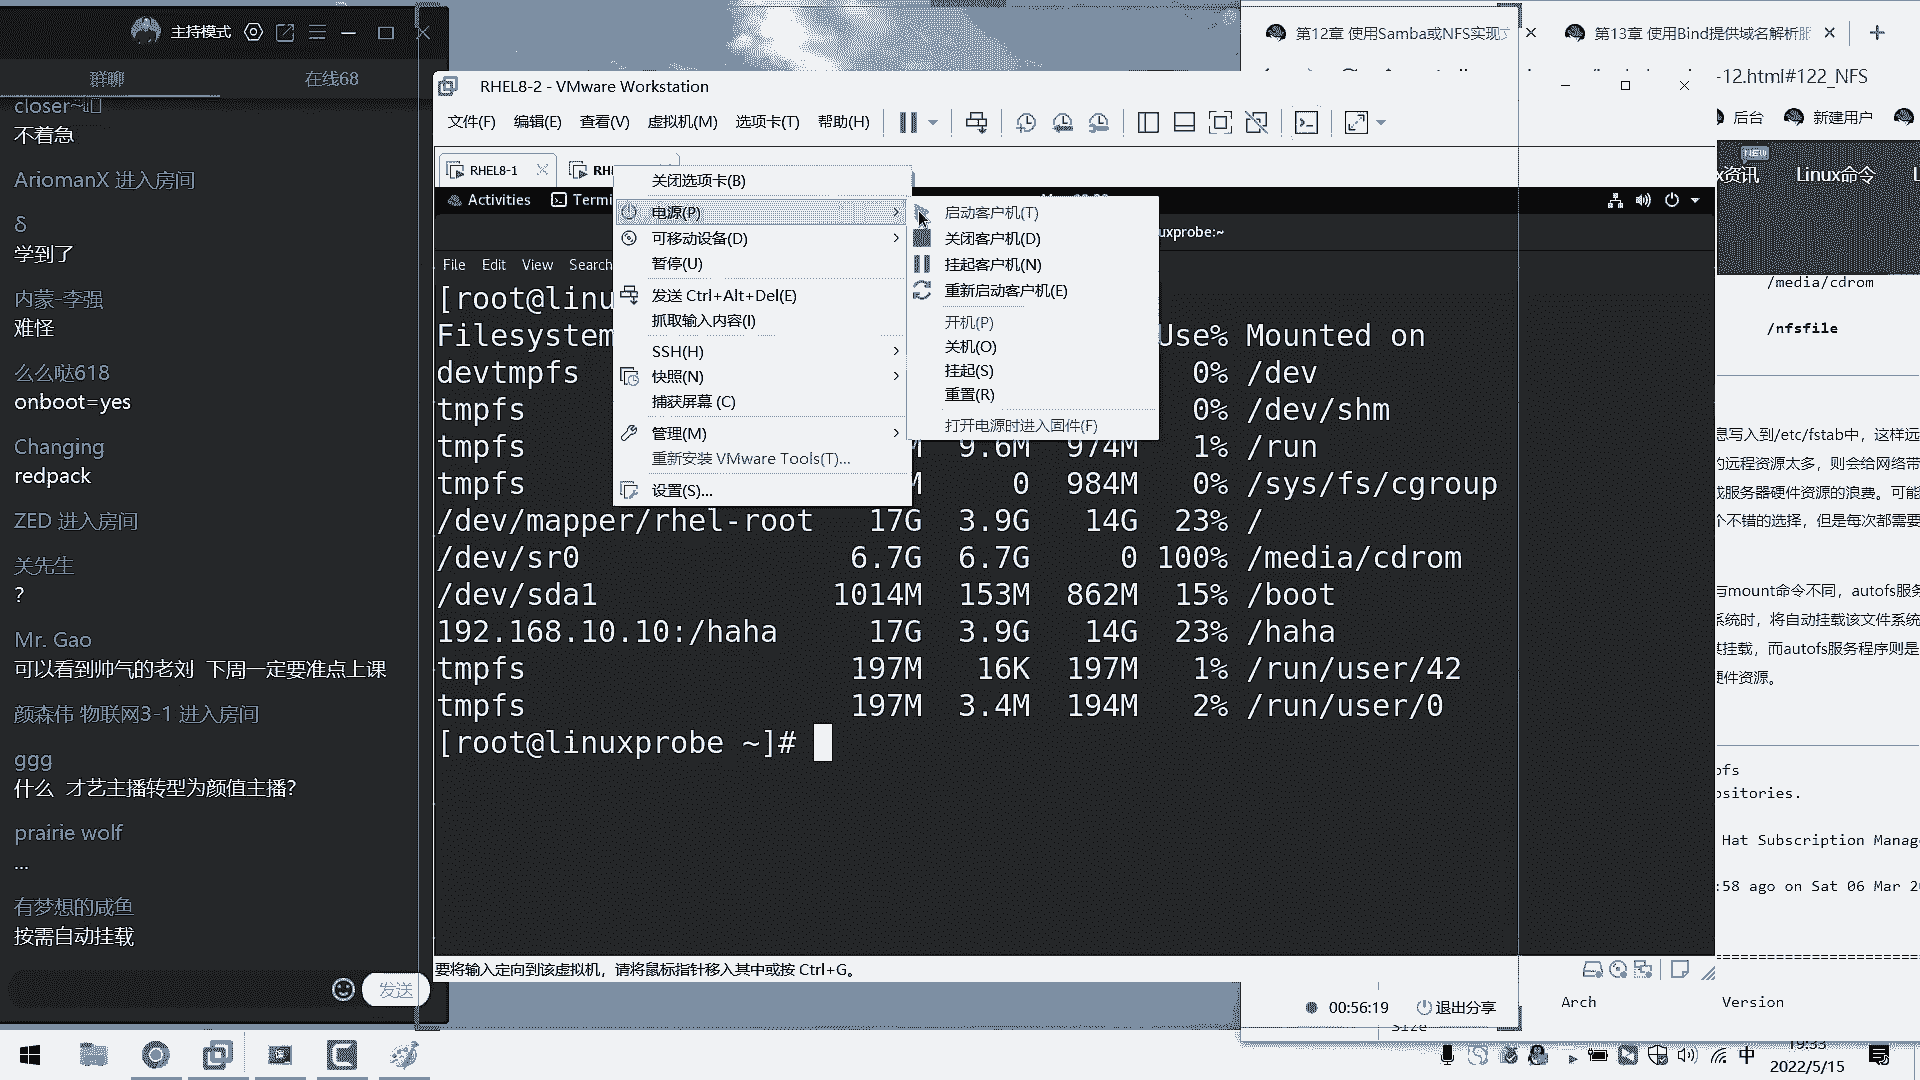 主持模式
群聊
在线68
不着急
AriomanX 进入房间
δ
学到了
内蒙-李强
难怪
么么哒618
onboot=yes
Changing
redpack
ZED 进入房间
关先生
?
Mr. Gao
可以看到帅气的老刘 下周一定要准点上课
颜森伟 物联网3-1 进入房间
ggg
什么 才艺主播转型为颜值主播?
prairie wolf
...
有梦想的咸鱼
按需自动挂载
发送
RHEL8-2 - VMware Workstation
文件(F) 编辑(E) 查看(V) 虚拟机(M) 选项卡(T) 帮助(H)
RHEL8-1
Activities
File Edit View Search
关闭选项卡(B)
电源(P)
可移动设备(D)
暂停(U)
发送 Ctrl+Alt+Del(E)
抓取输入内容(I)
SSH(H)
快照(N)
捕获屏幕 (C)
管理(M)
重新安装 VMware Tools(T)...
设置(S)...
启动客户机(T)
关闭客户机(D)
挂起客户机(N)
重新启动客户机(E)
开机(P)
关机(O)
挂起(S)
重置(R)
打开电源时进入固件(F)
uxprobe:~
[root@linu
Filesystem Use% Mounted on
devtmpfs 0% /dev
tmpfs 0% /dev/shm
tmpfs 9.6M 974M 1% /run
tmpfs 0 984M 0% /sys/fs/cgroup
/dev/mapper/rhel-root 17G 3.9G 14G 23% /
/dev/sr0 6.7G 6.7G 0 100% /media/cdrom
/dev/sda1 1014M 153M 862M 15% /boot
192.168.10.10:/haha 17G 3.9G 14G 23% /haha
tmpfs 197M 16K 197M 1% /run/user/42
tmpfs 197M 3.4M 194M 2% /run/user/0
[root@linuxprobe ~]#
要将输入定向到该虚拟机，请将鼠标指针移入其中或按 Ctrl+G。
第12章 使用Samba或NFS实现
第13章 使用Bind提供域名解析
-12.html#122_NFS
后台 新建用户
NEW
x资讯 Linux命令
/media/cdrom
/nfsfile
息写入到/etc/fstab中，这样远
的远程资源太多，则会给网络带
成服务器硬件资源的浪费。可能
个不错的选择，但是每次都需要
与mount命令不同，autofs服务
系统时，将自动挂载该文件系统
其挂载，而autofs服务程序则是
硬件资源。
ofs
ositories.
Hat Subscription Manag
:58 ago on Sat 06 Mar 2
Arch Version
00:56:19 退出分享
中
19:33
2022/5/15